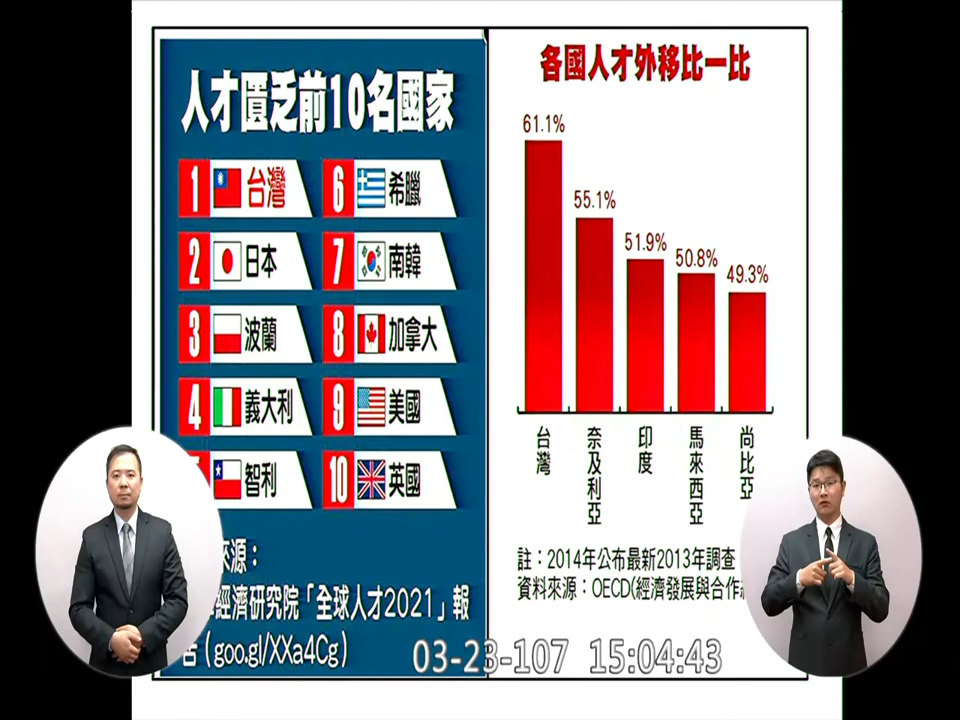 人才匱乏前10名國家
1 台灣
2 日本
3 波蘭
4 義大利
智利
6 希臘
7 南韓
8 加拿大
9 美國
10 英國
來源：
經濟研究院「全球人才2021」報
告(goo.gl/XXa4Cg)
各國人才外移比一比
61.1%
55.1%
51.9%
50.8%
49.3%
台灣
奈及利亞
印度
馬來西亞
尚比亞
註：2014年公布最新2013年調查
資料來源：OECD(經濟發展與合作
03-23-107 15:04:43